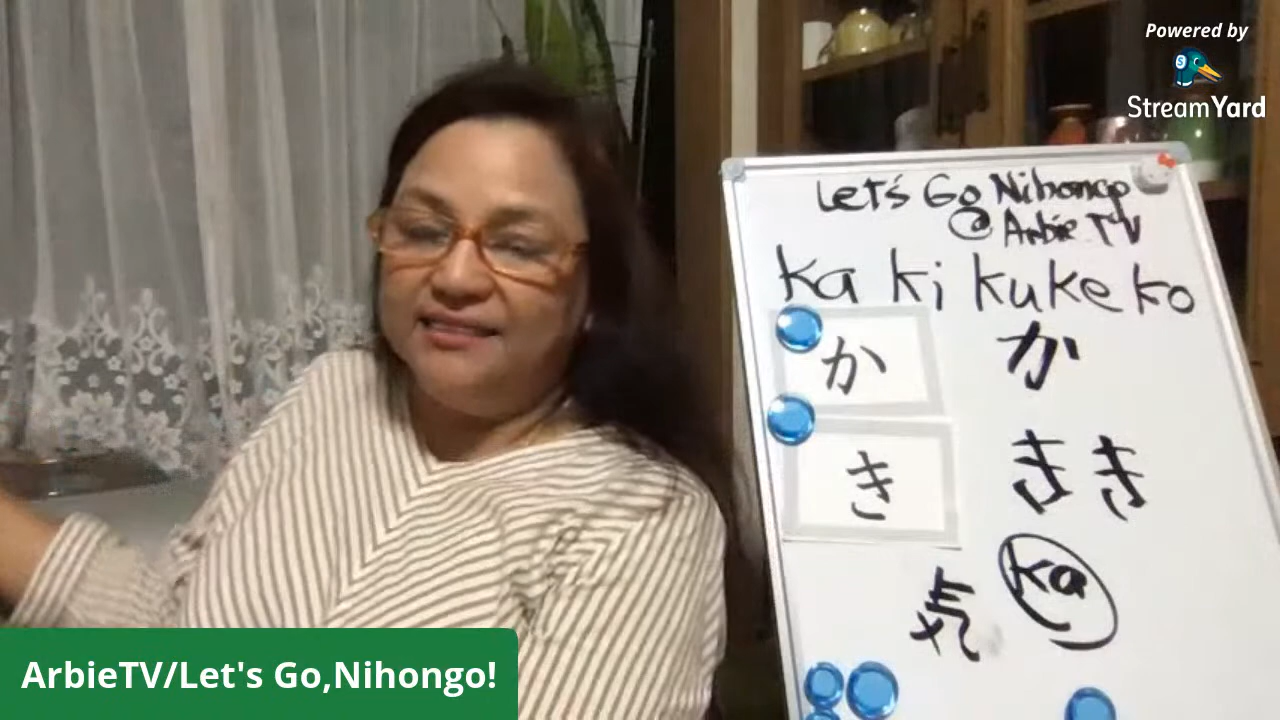 Powered by
StreamYard
Let's Go Nihongo
@ Arbie TV
ka ki ku ke ko
か か
き きき
気 ka
ArbieTV/Let's Go,Nihongo!